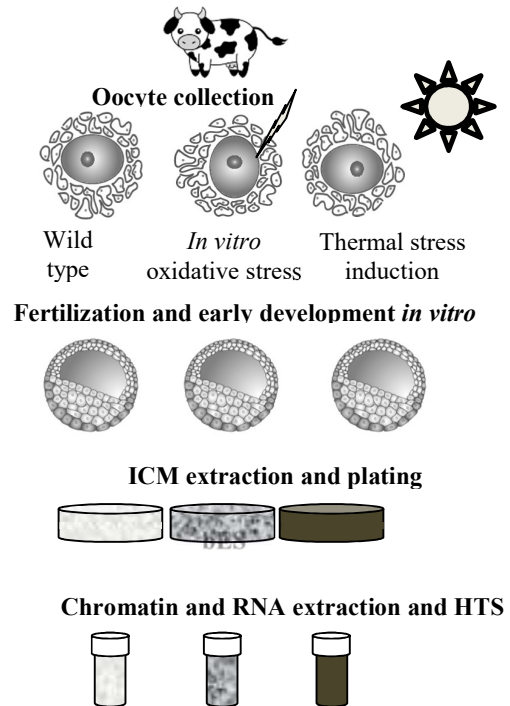 Oocyte collection
Wild
type
In vitro
oxidative stress
Thermal stress
induction
Fertilization and early development in vitro
ICM extraction and plating
bES
Chromatin and RNA extraction and HTS